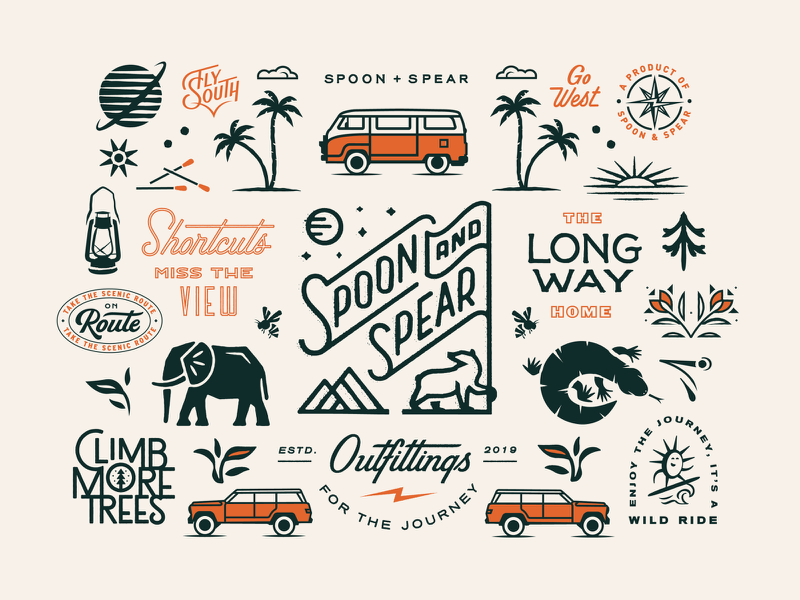 SPOON + SPEAR
FLY
SOUTH
Go
West
A PRODUCT OF
SPOON & SPEAR
Shortcuts
MISS THE
VIEW
SPOON AND
SPEAR
THE
LONG
WAY
HOME
TAKE THE SCENIC ROUTE
ON
Route
TAKE THE SCENIC ROUTE
CLIMB
MORE
TREES
ESTD.
Outfittings
2019
FOR THE JOURNEY
ENJOY THE JOURNEY, IT'S A
WILD RIDE